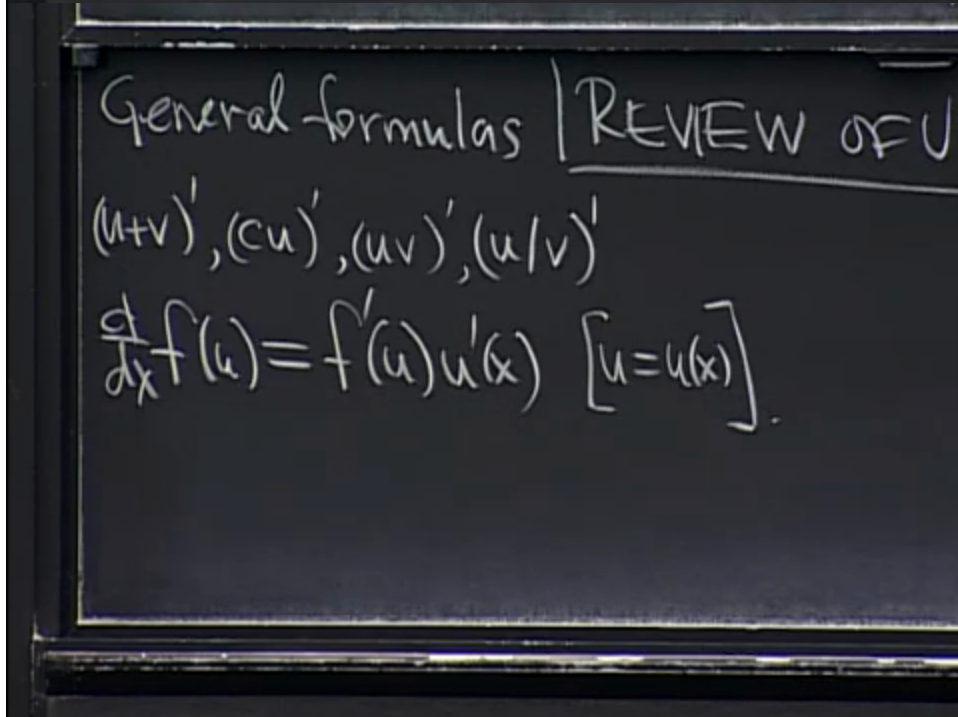 General formulas | REVIEW OF U
(u+v)', (cu)', (uv)', (u/v)'
d/dx f(u) = f'(u)u'(x) [u=u(x)].